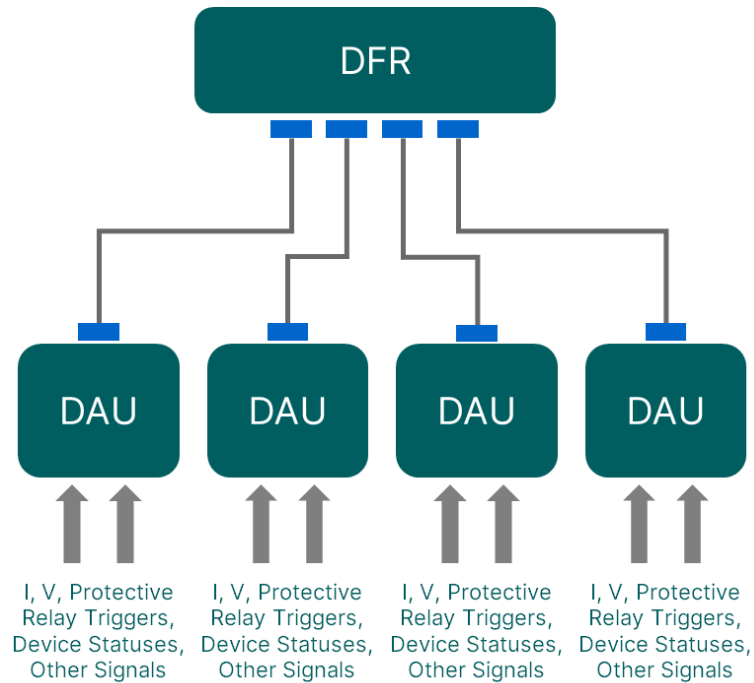 DFR
DAU
DAU
DAU
DAU
I, V, Protective
Relay Triggers,
Device Statuses,
Other Signals
I, V, Protective
Relay Triggers,
Device Statuses,
Other Signals
I, V, Protective
Relay Triggers,
Device Statuses,
Other Signals
I, V, Protective
Relay Triggers,
Device Statuses,
Other Signals